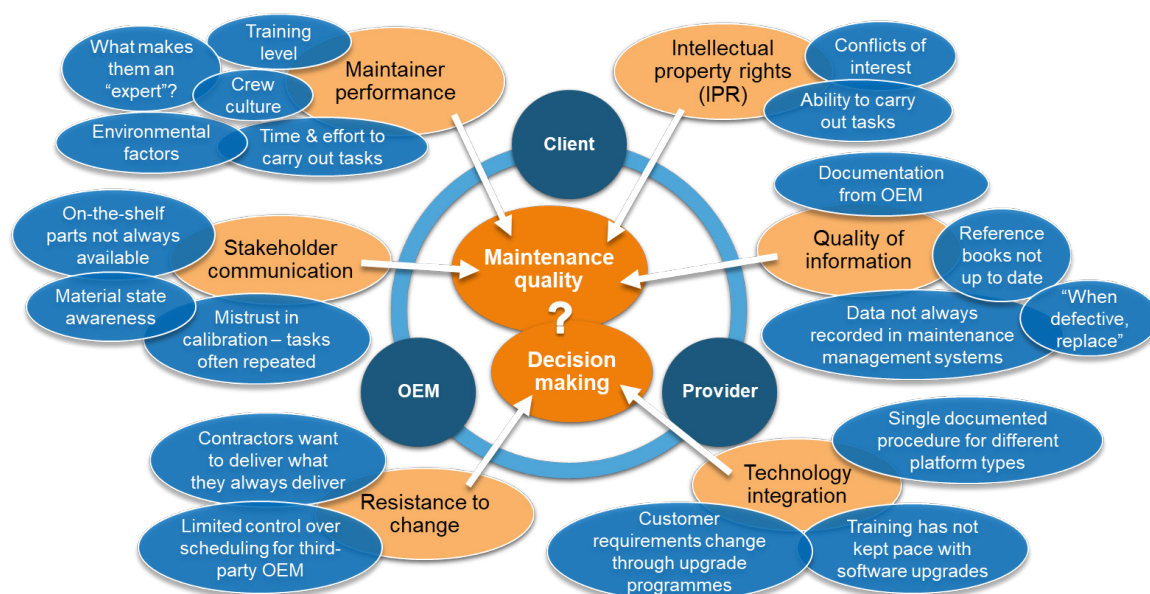 What makes
them an
“expert”?
Training
level
Crew
culture
Environmental
factors
Time & effort to
carry out tasks
Maintainer
performance
Intellectual
property rights
(IPR)
Conflicts of
interest
Ability to carry
out tasks
Client
Documentation
from OEM
Quality of
information
Reference
books not
up to date
“When
defective,
replace”
Data not always
recorded in maintenance
management systems
On-the-shelf
parts not always
available
Stakeholder
communication
Material state
awareness
Mistrust in
calibration – tasks
often repeated
Maintenance
quality
?
Decision
making
OEM
Provider
Contractors want
to deliver what
they always deliver
Resistance to
change
Limited control over
scheduling for third-
party OEM
Single documented
procedure for different
platform types
Technology
integration
Customer
requirements change
through upgrade
programmes
Training has not
kept pace with
software upgrades